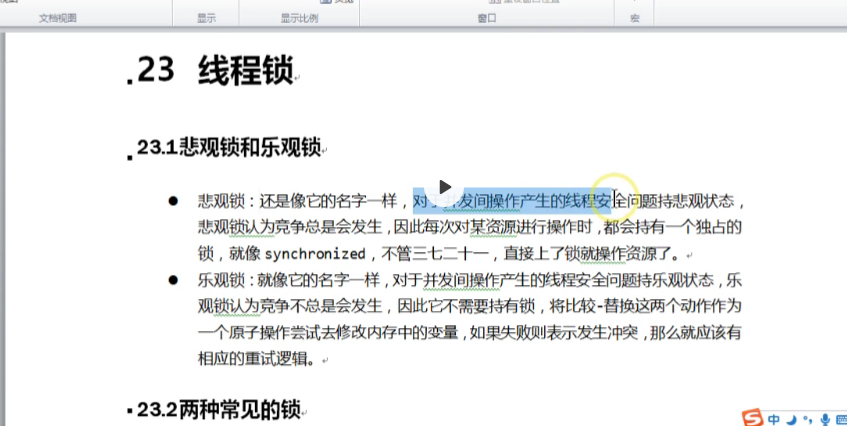 文档视图
显示
显示比例
窗口
宏
23 线程锁
23.1悲观锁和乐观锁
悲观锁：还是像它的名字一样，对于并发间操作产生的线程安全问题持悲观状态，
悲观锁认为竞争总是会发生，因此每次对某资源进行操作时，都会持有一个独占的
锁，就像 synchronized，不管三七二十一，直接上了锁就操作资源了。
乐观锁：就像它的名字一样，对于并发间操作产生的线程安全问题持乐观状态，乐
观锁认为竞争不总是会发生，因此它不需要持有锁，将比较-替换这两个动作作为
一个原子操作尝试去修改内存中的变量，如果失败则表示发生冲突，那么就应该有
相应的重试逻辑。
23.2两种常见的锁
中